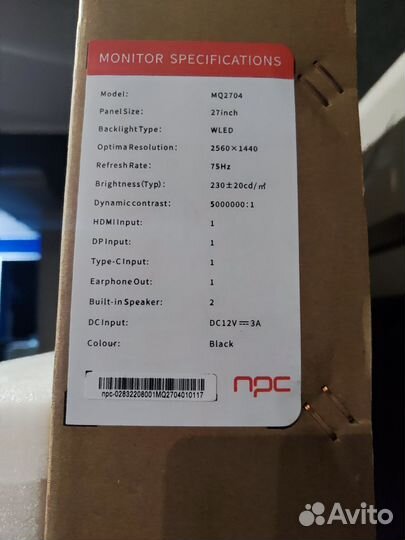 MONITOR SPECIFICATIONS
Model: MQ2704
Panel Size: 27inch
Backlight Type: WLED
Optima Resolution: 2560×1440
Refresh Rate: 75Hz
Brightness(Typ): 230±20cd/㎡
Dynamic contrast: 5000000:1
HDMI Input: 1
DP Input: 1
Type-C Input: 1
Earphone Out: 1
Built-in Speaker: 2
DC Input: DC12V⎓3A
Colour: Black
npc-02832208001MQ2704010117
npc
Avito